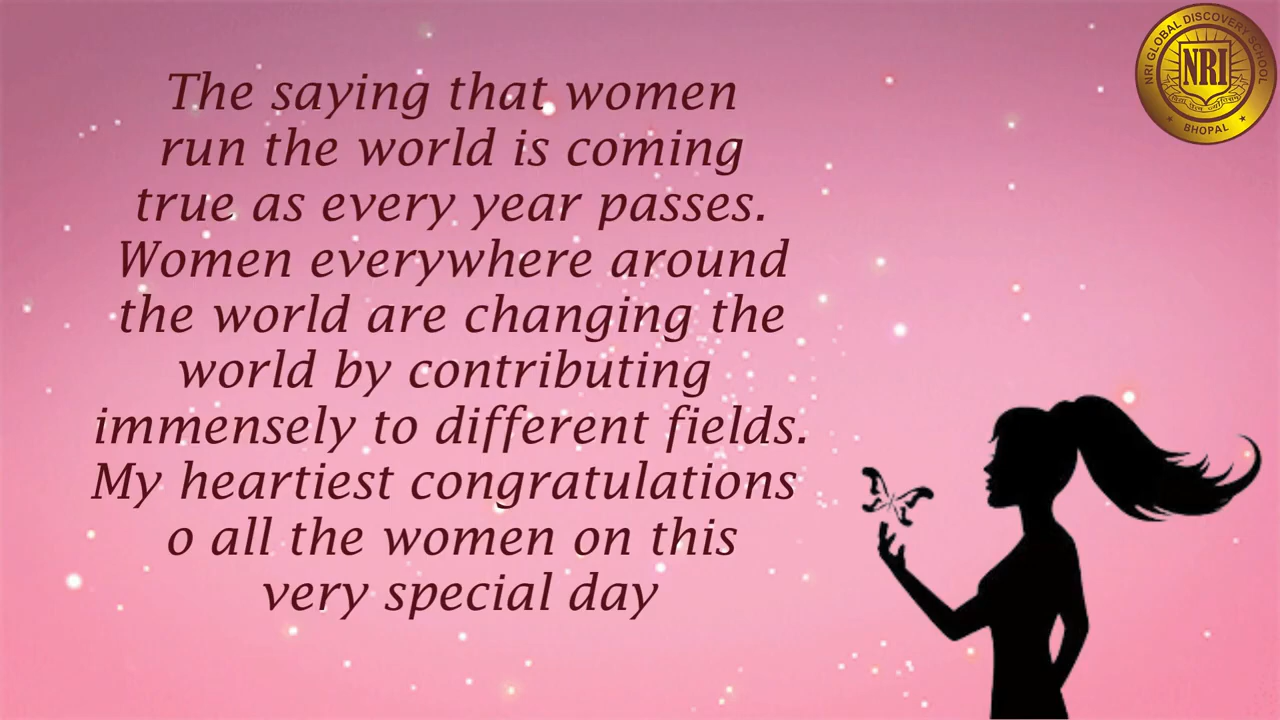 The saying that women
run the world is coming
true as every year passes.
Women everywhere around
the world are changing the
world by contributing
immensely to different fields.
My heartiest congratulations
o all the women on this
very special day
NRI GLOBAL DISCOVERY SCHOOL
NRI
BHOPAL